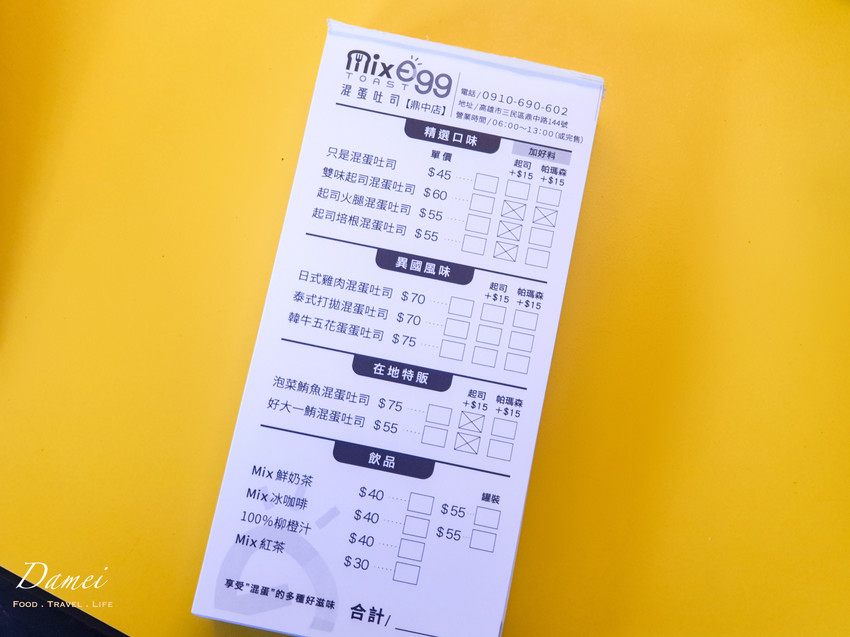 mixegg
TOAST
混蛋吐司【鼎中店】
電話/0910-690-602
地址/高雄市三民區鼎中路144號
營業時間/06:00～13:00(或完售)
精選口味
加好料
單價
起司 帕瑪森
+$15 +$15
只是混蛋吐司 $45
雙味起司混蛋吐司 $60
起司火腿混蛋吐司 $55
起司培根混蛋吐司 $55
異國風味
起司 帕瑪森
+$15 +$15
日式雞肉混蛋吐司 $70
泰式打拋混蛋吐司 $70
韓牛五花蛋蛋吐司 $75
在地特販
起司 帕瑪森
+$15 +$15
泡菜鮪魚混蛋吐司 $75
好大一鮪混蛋吐司 $55
飲品
罐裝
Mix 鮮奶茶 $40 $55
Mix 冰咖啡 $40 $55
100%柳橙汁 $40
Mix 紅茶 $30
享受"混蛋"的多種好滋味
合計/
Damei
FOOD . TRAVEL . LIFE